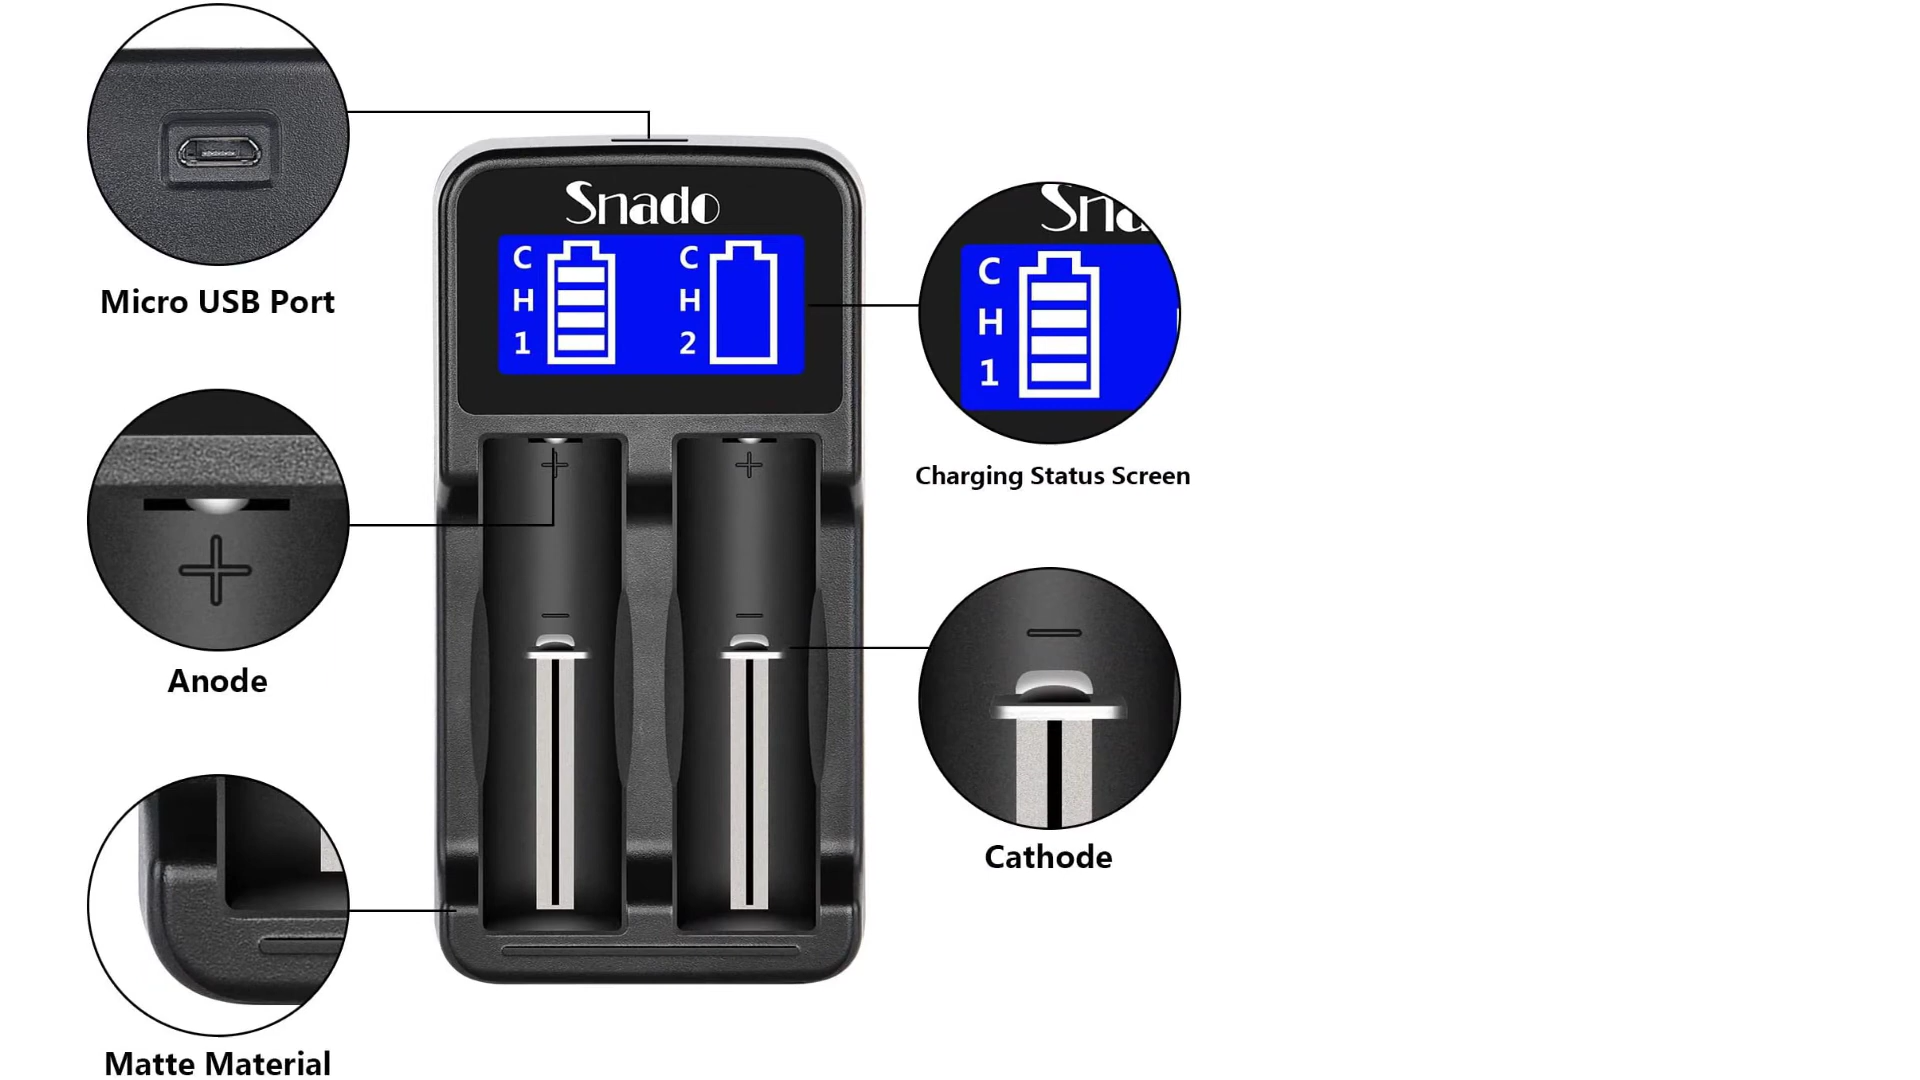 Micro USB Port
Snado
C
H
1
C
H
2
Sna
C
H
1
Charging Status Screen
+
+
+
Anode
−
−
−
Cathode
Matte Material